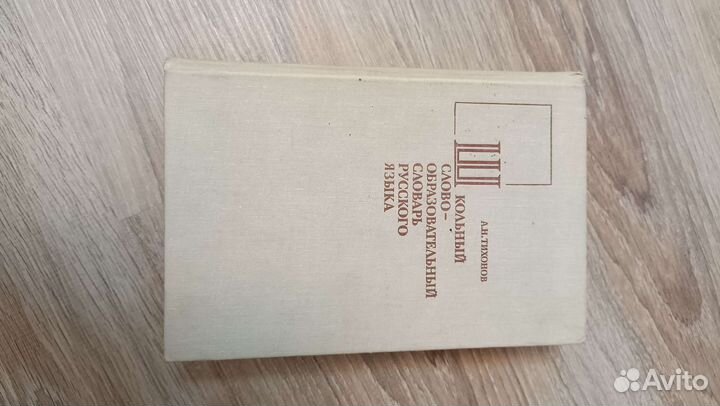 А.Н.ТИХОНОВ
ШКОЛЬНЫЙ
СЛОВО-
ОБРАЗОВАТЕЛЬНЫЙ
СЛОВАРЬ
РУССКОГО
ЯЗЫКА
Avito